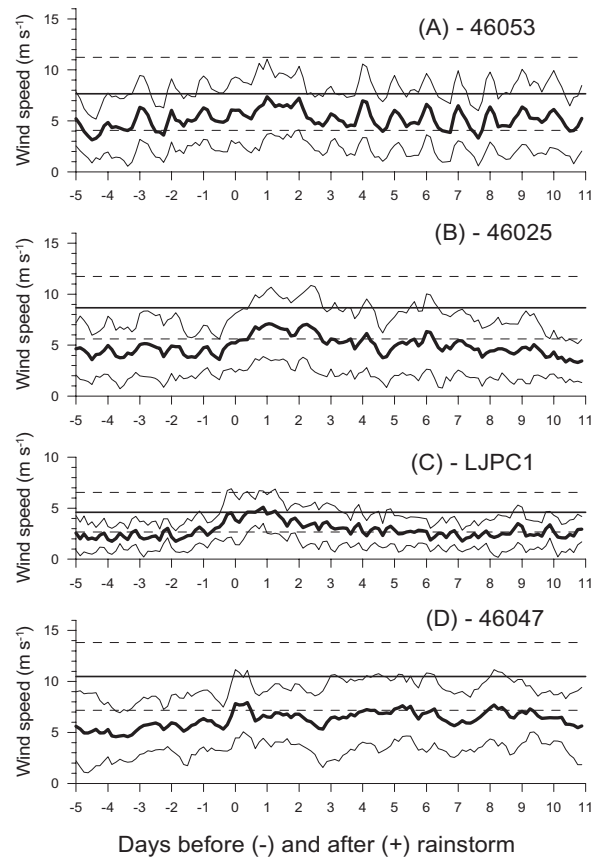 (A) - 46053
Wind speed (m s-1)
15
10
5
0
-5 -4 -3 -2 -1 0 1 2 3 4 5 6 7 8 9 10 11
(B) - 46025
Wind speed (m s-1)
15
10
5
0
-5 -4 -3 -2 -1 0 1 2 3 4 5 6 7 8 9 10 11
(C) - LJPC1
Wind speed (m s-1)
10
5
0
-5 -4 -3 -2 -1 0 1 2 3 4 5 6 7 8 9 10 11
(D) - 46047
Wind speed (m s-1)
15
10
5
0
-5 -4 -3 -2 -1 0 1 2 3 4 5 6 7 8 9 10 11
Days before (-) and after (+) rainstorm